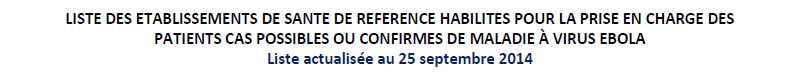 LISTE DES ETABLISSEMENTS DE SANTE DE REFERENCE HABILITES POUR LA PRISE EN CHARGE DES
PATIENTS CAS POSSIBLES OU CONFIRMES DE MALADIE À VIRUS EBOLA
Liste actualisée au 25 septembre 2014